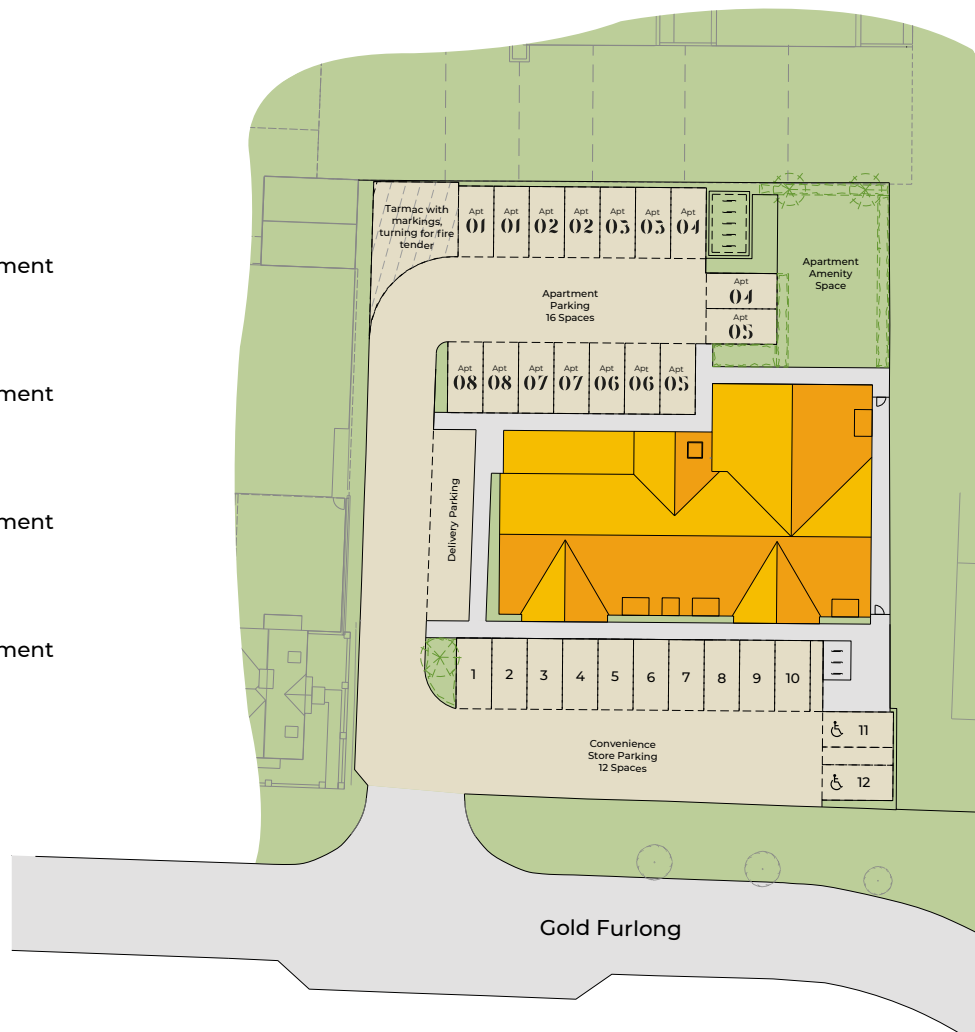 Tarmac with
markings,
turning for fire
tender
Apt
01
Apt
01
Apt
02
Apt
02
Apt
03
Apt
03
Apt
04
Apartment
Amenity
Space
Apt
04
Apt
05
Apartment
Parking
16 Spaces
Apt
08
Apt
08
Apt
07
Apt
07
Apt
06
Apt
06
Apt
05
ment
ment
ment
ment
Delivery Parking
1
2
3
4
5
6
7
8
9
10
11
12
Convenience
Store Parking
12 Spaces
Gold Furlong